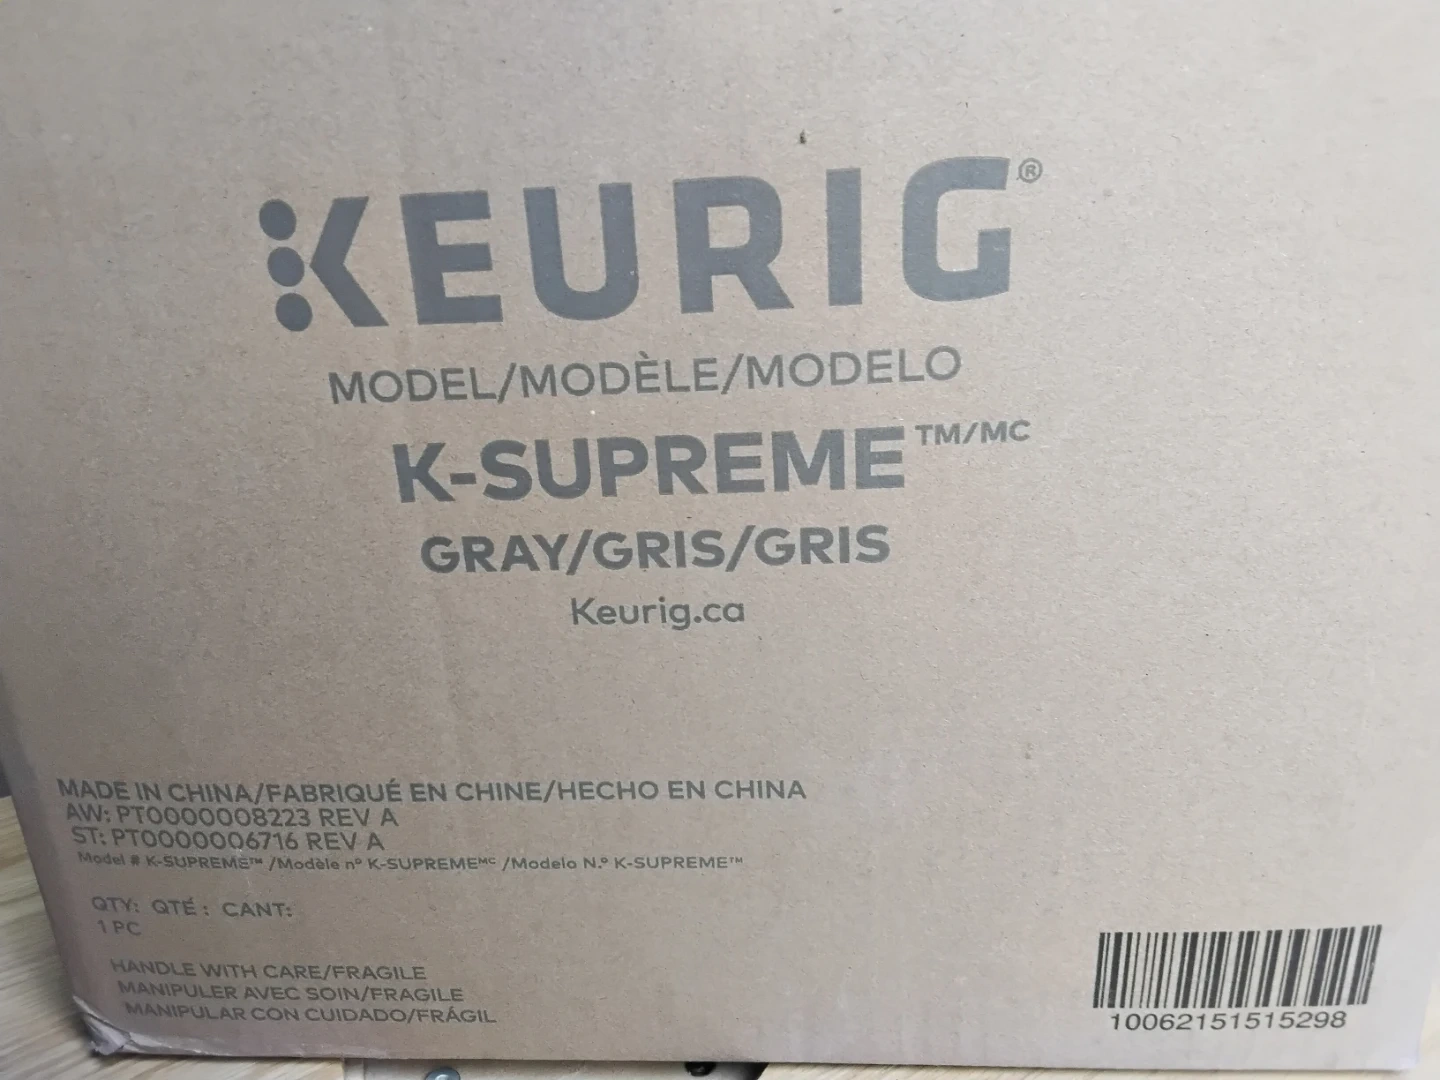 KEURIG®
MODEL/MODÈLE/MODELO
K-SUPREME™/MC
GRAY/GRIS/GRIS
Keurig.ca
MADE IN CHINA/FABRIQUÉ EN CHINE/HECHO EN CHINA
AW: PT0000008223 REV A
ST: PT0000006716 REV A
Model # K-SUPREME™ /Modèle nº K-SUPREMEᴹᶜ /Modelo N.º K-SUPREME™
QTY: QTÉ : CANT:
1 PC
HANDLE WITH CARE/FRAGILE
MANIPULER AVEC SOIN/FRAGILE
MANIPULAR CON CUIDADO/FRÁGIL
10062151515298